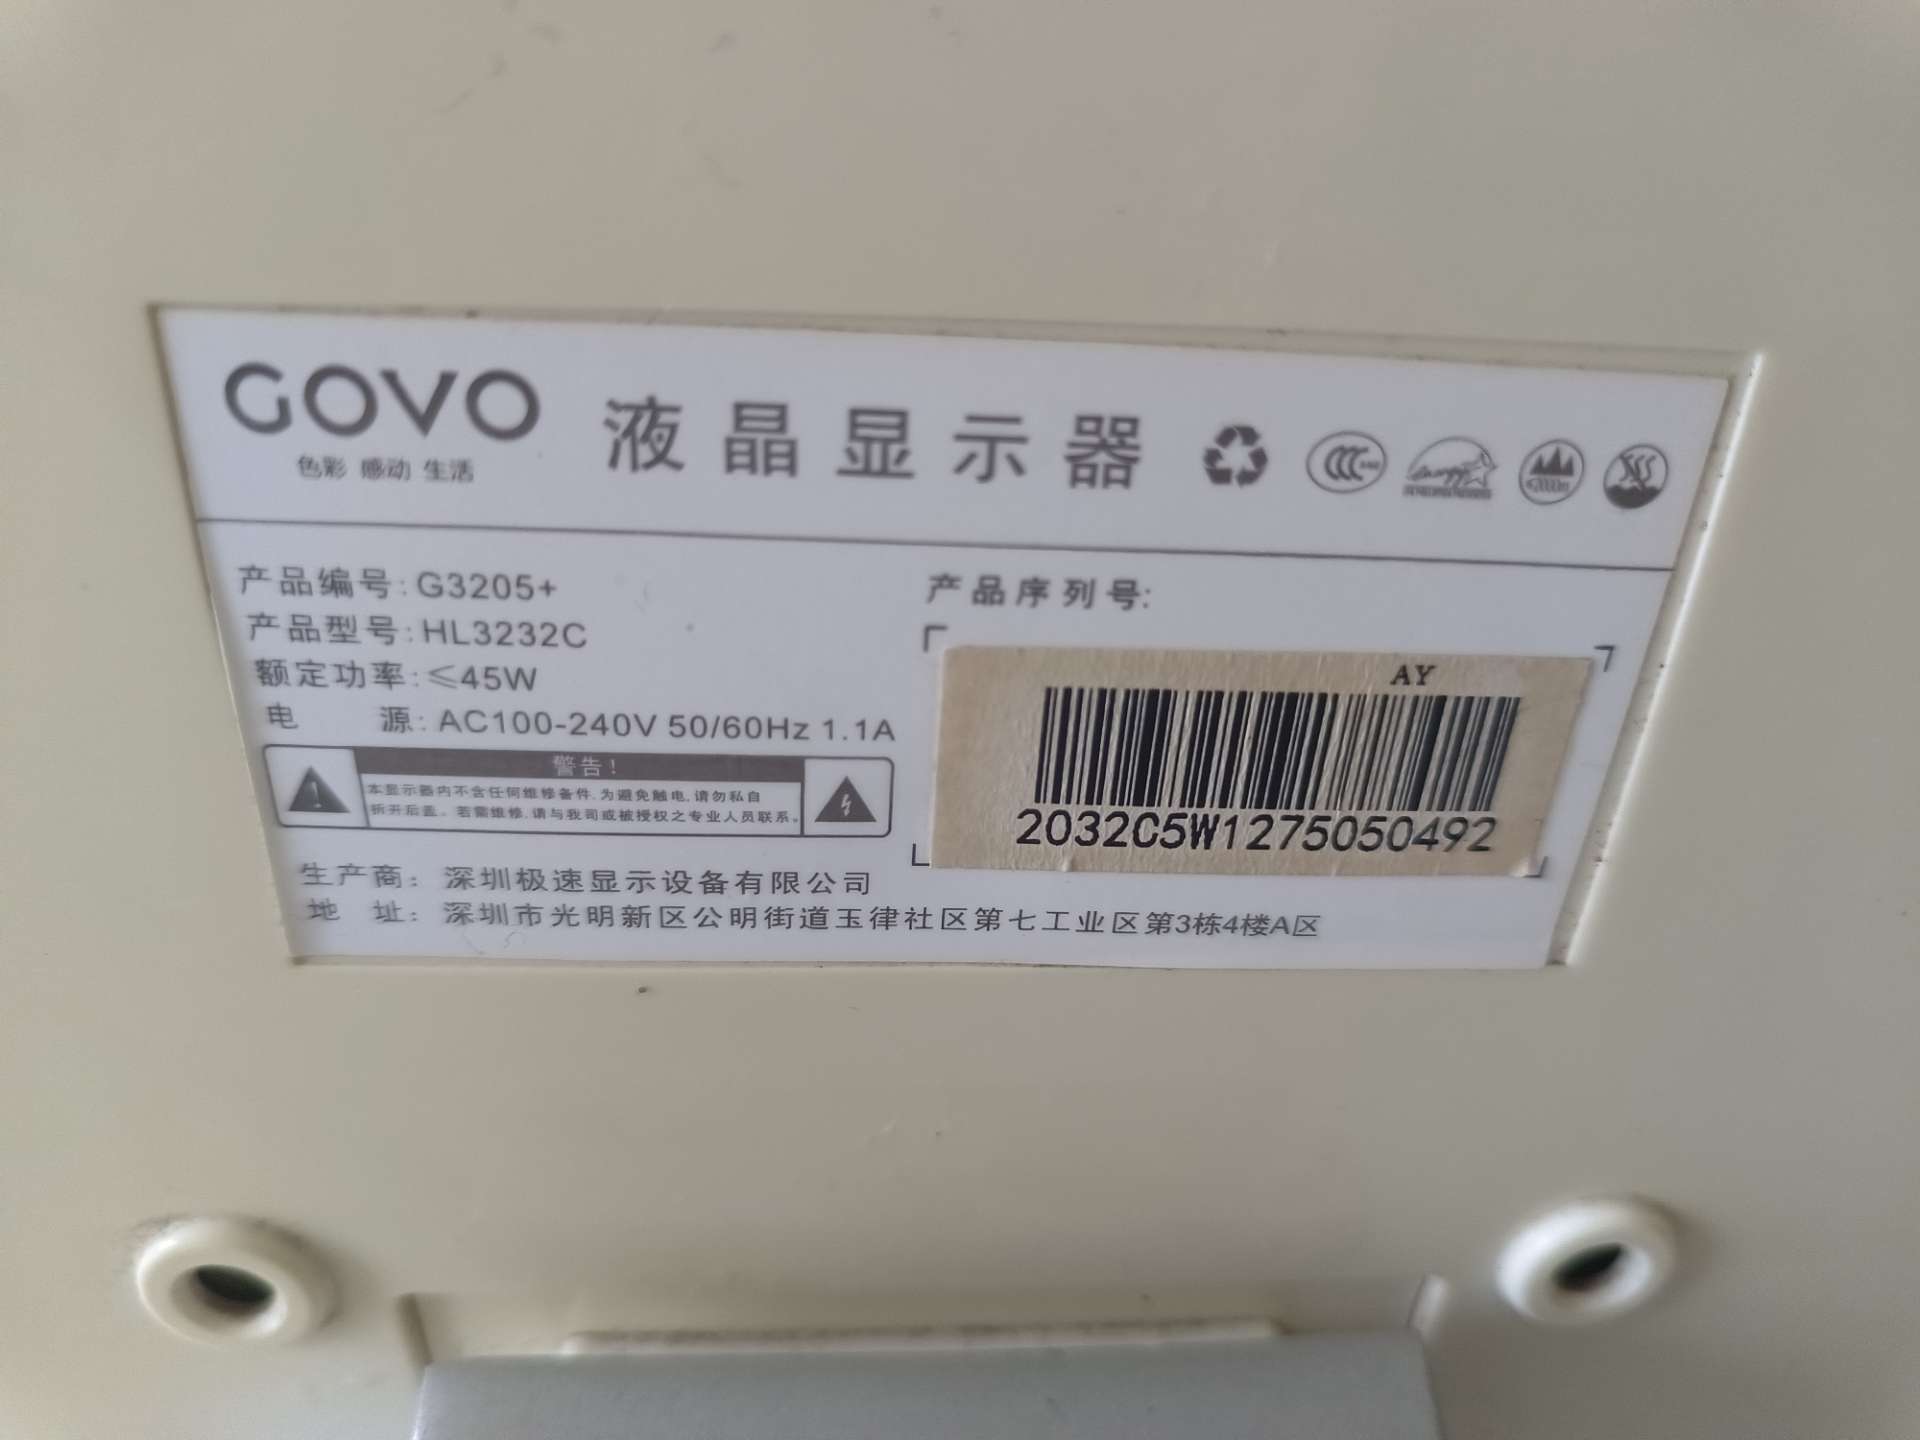 GOVO
色彩 感动 生活
液晶显示器
产品编号: G3205+
产品型号: HL3232C
额定功率: ≤45W
电 源: AC100-240V 50/60Hz 1.1A
警告!
本显示器内不含任何维修备件,为避免触电,请勿私自
拆开后盖。若需维修,请与我司或被授权之专业人员联系。
产品序列号:
AY
2032C5W1275050492
生产商: 深圳极速显示设备有限公司
地 址: 深圳市光明新区公明街道玉律社区第七工业区第3栋4楼A区